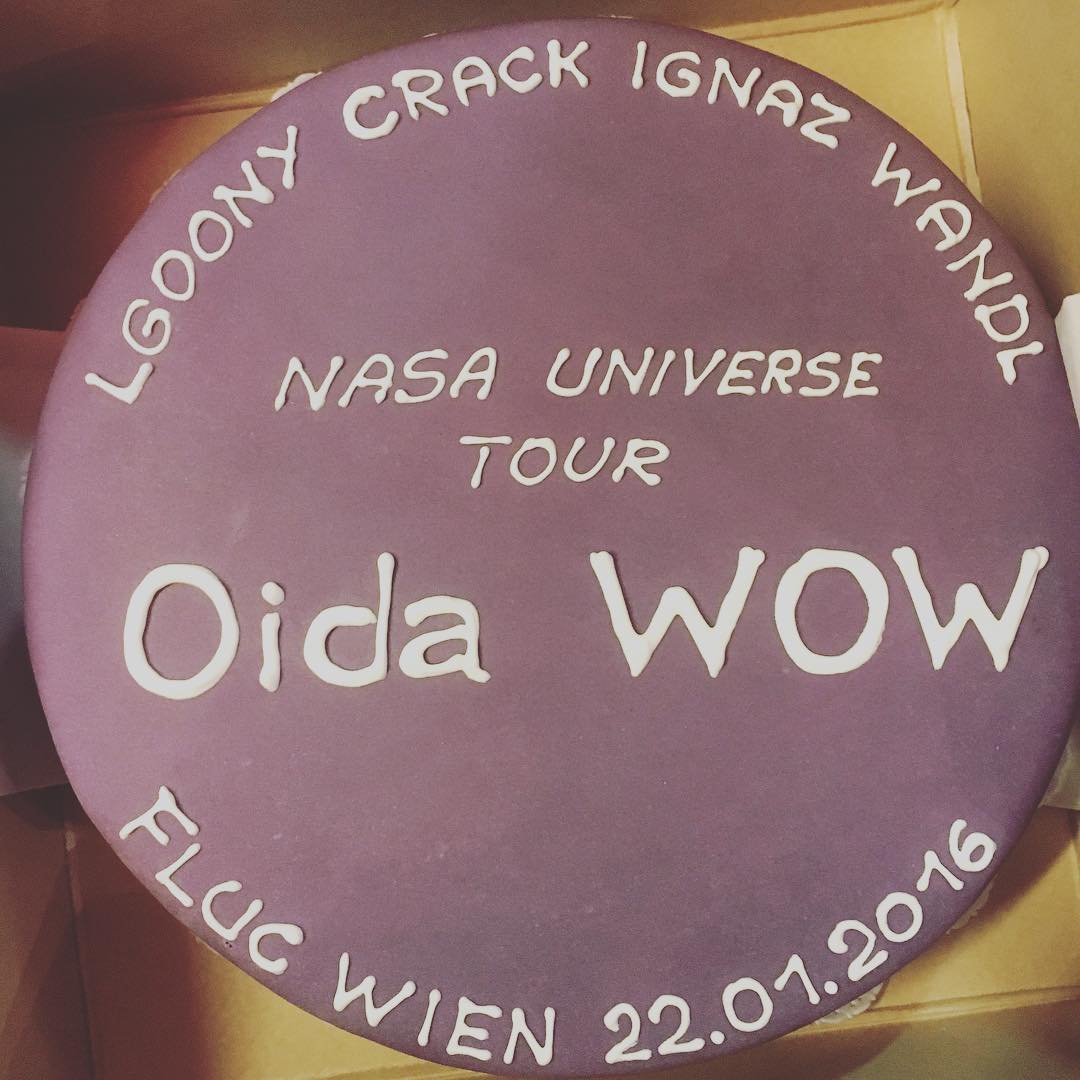 LGOONY CRACK IGNAZ WANDL
NASA UNIVERSE
TOUR
Oida WOW
FLUC WIEN 22.01.2016